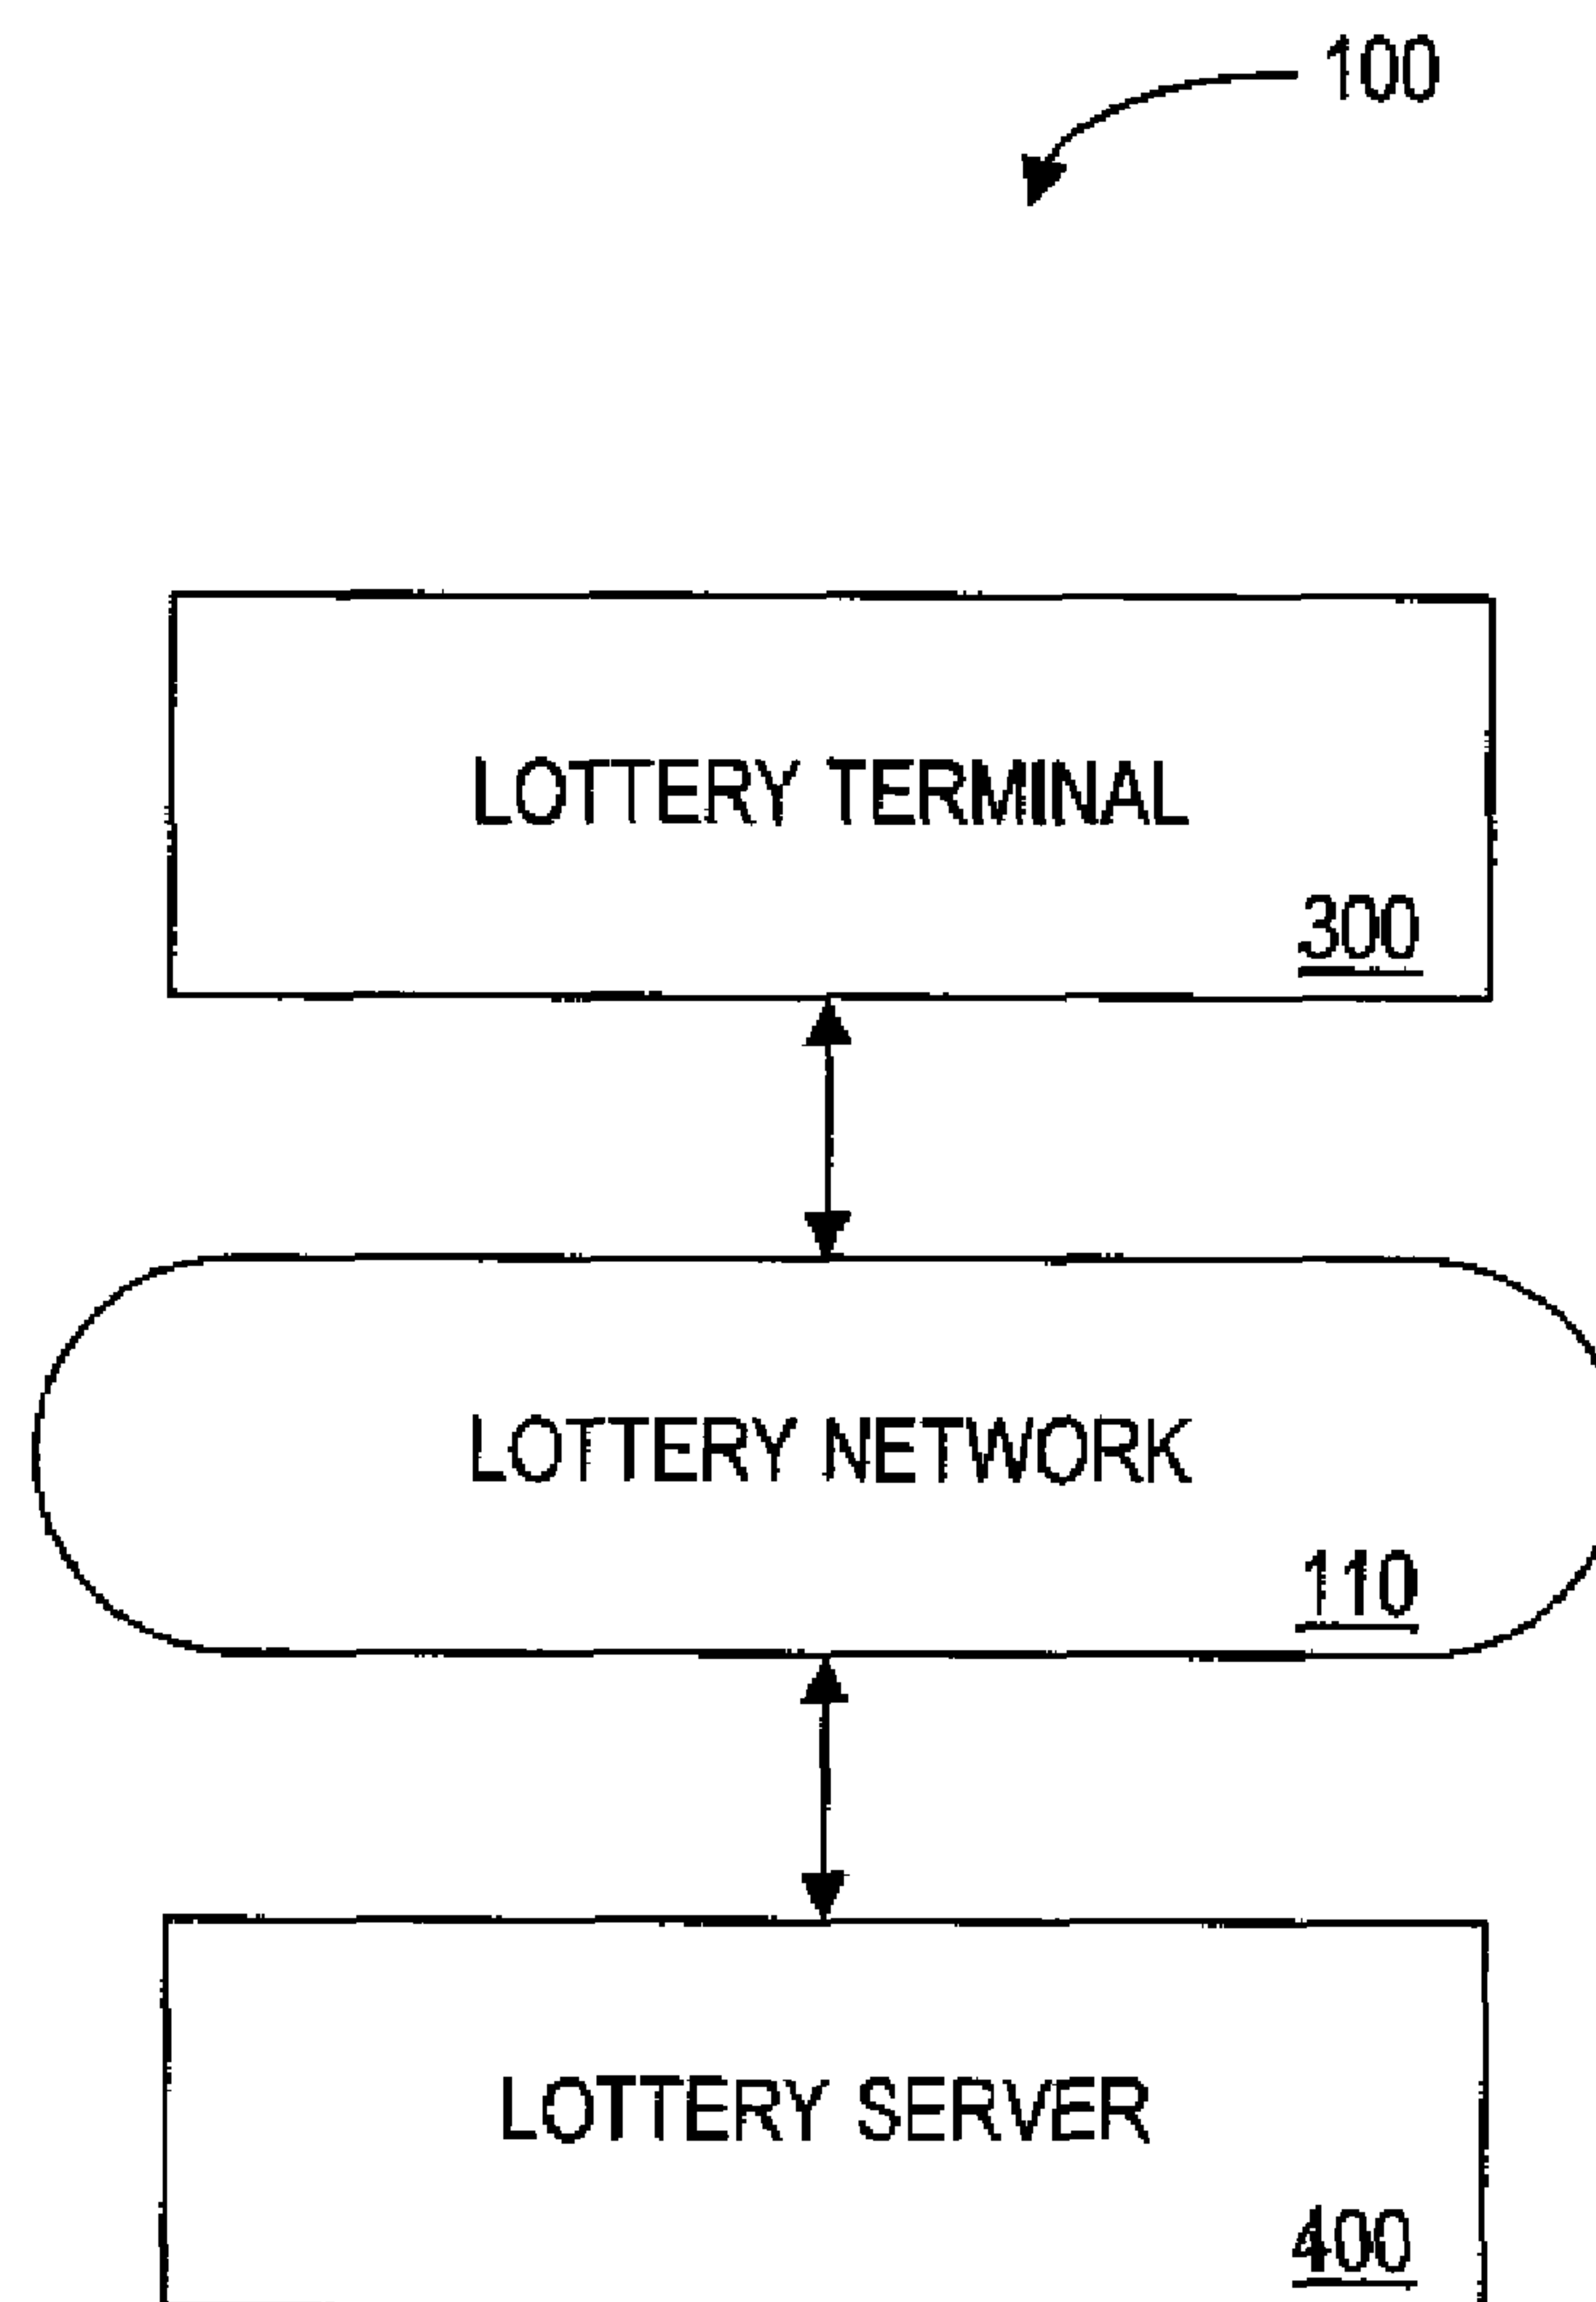 100
LOTTERY TERMINAL
300
LOTTERY NETWORK
110
LOTTERY SERVER
400